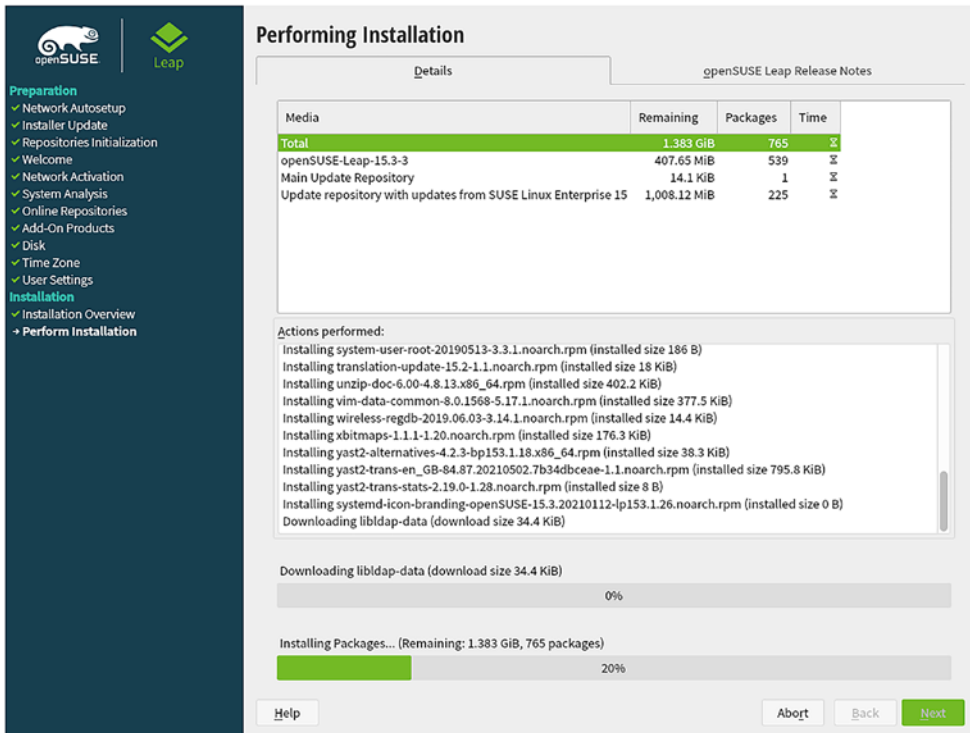 openSUSE
Leap
Preparation
Network Autosetup
Installer Update
Repositories Initialization
Welcome
Network Activation
System Analysis
Online Repositories
Add-On Products
Disk
Time Zone
User Settings
Installation
Installation Overview
Perform Installation
Performing Installation
Details
openSUSE Leap Release Notes
Media Remaining Packages Time
Total 1.383 GiB 765
openSUSE-Leap-15.3-3 407.65 MiB 539
Main Update Repository 14.1 KiB 1
Update repository with updates from SUSE Linux Enterprise 15 1,008.12 MiB 225
Actions performed:
Installing system-user-root-20190513-3.3.1.noarch.rpm (installed size 186 B)
Installing translation-update-15.2-1.1.noarch.rpm (installed size 18 KiB)
Installing unzip-doc-6.00-4.8.13.x86_64.rpm (installed size 402.2 KiB)
Installing vim-data-common-8.0.1568-5.17.1.noarch.rpm (installed size 377.5 KiB)
Installing wireless-regdb-2019.06.03-3.14.1.noarch.rpm (installed size 14.4 KiB)
Installing xbitmaps-1.1.1-1.20.noarch.rpm (installed size 176.3 KiB)
Installing yast2-alternatives-4.2.3-bp153.1.18.x86_64.rpm (installed size 38.3 KiB)
Installing yast2-trans-en_GB-84.87.20210502.7b34dbceae-1.1.noarch.rpm (installed size 795.8 KiB)
Installing yast2-trans-stats-2.19.0-1.28.noarch.rpm (installed size 8 B)
Installing systemd-icon-branding-openSUSE-15.3.20210112-lp153.1.26.noarch.rpm (installed size 0 B)
Downloading libldap-data (download size 34.4 KiB)
Downloading libldap-data (download size 34.4 KiB)
0%
Installing Packages... (Remaining: 1.383 GiB, 765 packages)
20%
Help
Abort
Back
Next